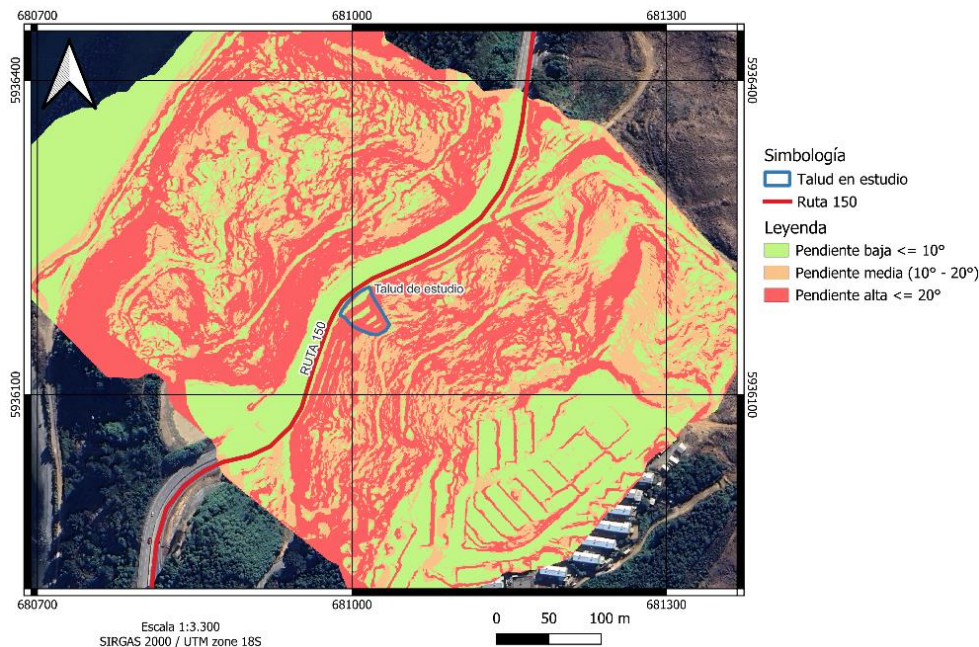 680700 681000 681300
5936400 5936400
Simbología
Talud en estudio
Ruta 150
Leyenda
Pendiente baja <= 10°
Pendiente media (10° - 20°)
Pendiente alta <= 20°
Talud de estudio
RUTA 150
5936100 5936100
680700 681000 681300
Escala 1:3.300
SIRGAS 2000 / UTM zone 18S
0 50 100 m